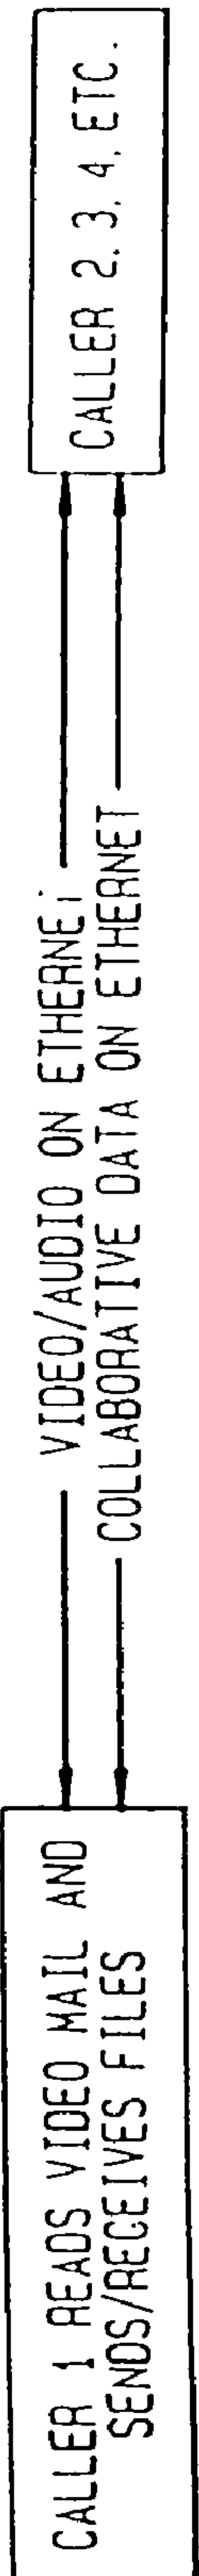 CALLER 1 READS VIDEO MAIL AND
SENDS/RECEIVES FILES
VIDEO/AUDIO ON ETHERNET
COLLABORATIVE DATA ON ETHERNET
CALLER 2, 3, 4, ETC.